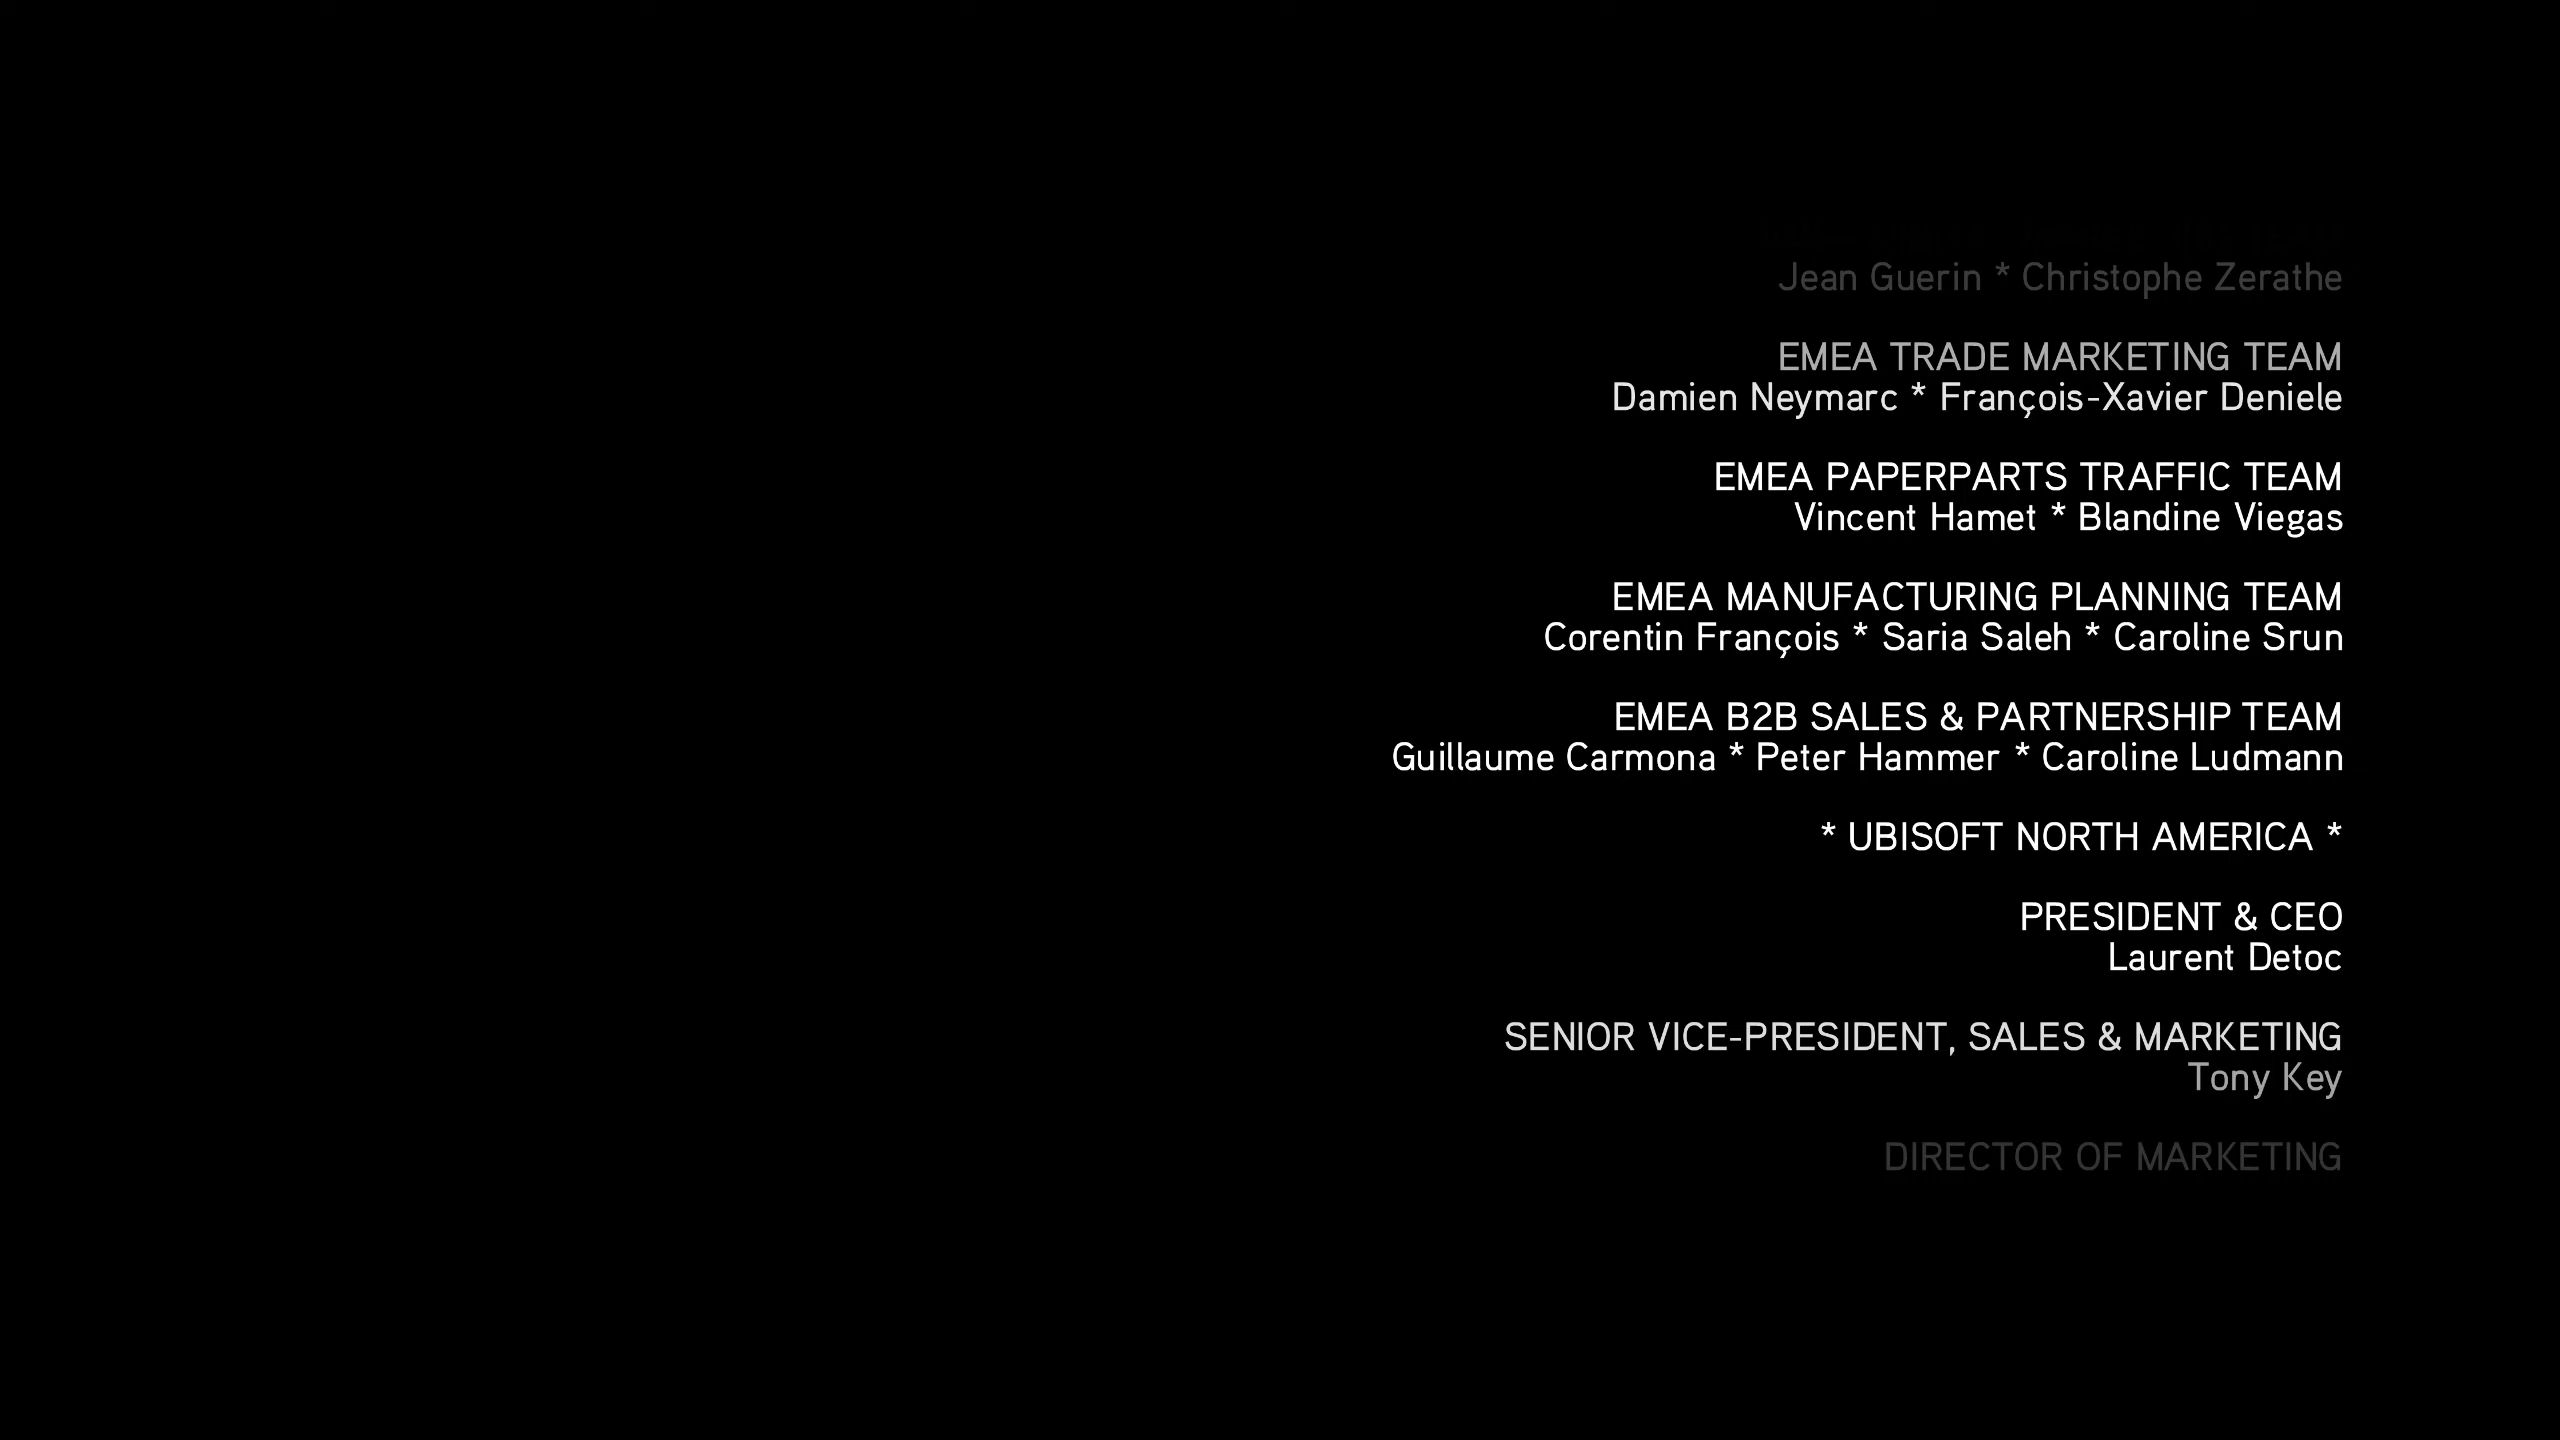 Jean Guerin * Christophe Zerathe
EMEA TRADE MARKETING TEAM
Damien Neymarc * François-Xavier Deniele
EMEA PAPERPARTS TRAFFIC TEAM
Vincent Hamet * Blandine Viegas
EMEA MANUFACTURING PLANNING TEAM
Corentin François * Saria Saleh * Caroline Srun
EMEA B2B SALES & PARTNERSHIP TEAM
Guillaume Carmona * Peter Hammer * Caroline Ludmann
* UBISOFT NORTH AMERICA *
PRESIDENT & CEO
Laurent Detoc
SENIOR VICE-PRESIDENT, SALES & MARKETING
Tony Key
DIRECTOR OF MARKETING